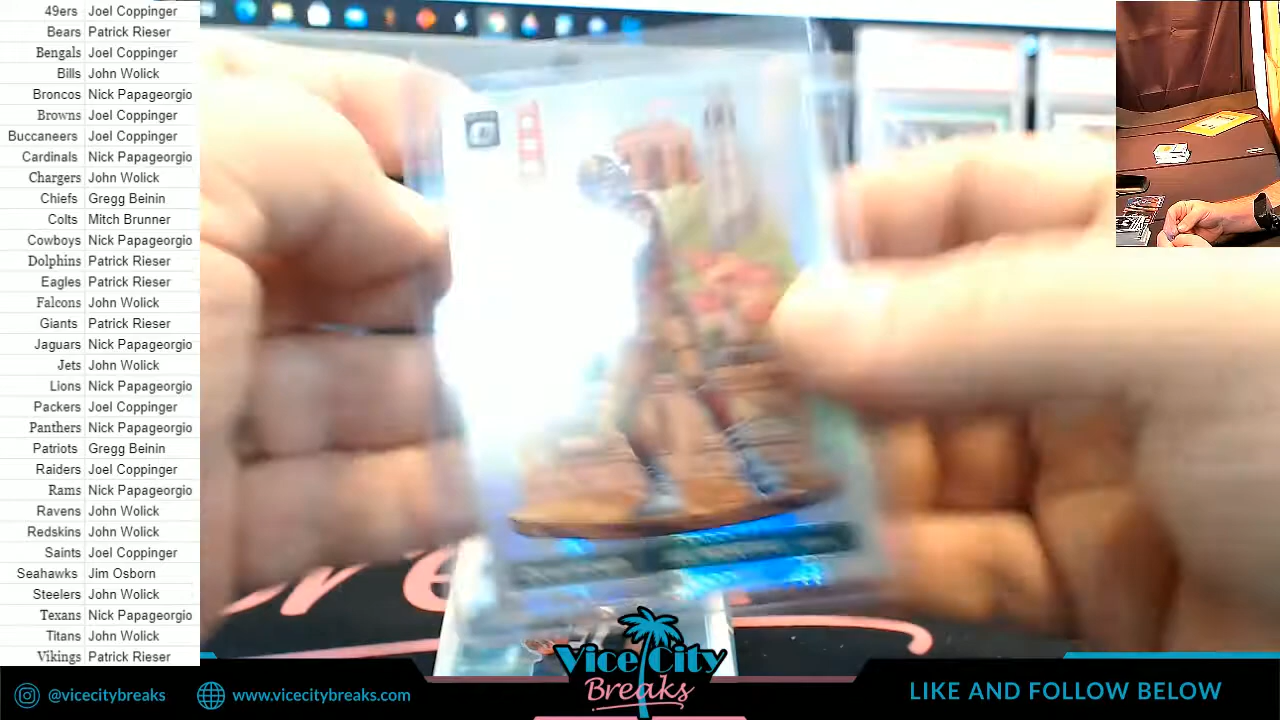 49ers Joel Coppinger
Bears Patrick Rieser
Bengals Joel Coppinger
Bills John Wolick
Broncos Nick Papageorgio
Browns Joel Coppinger
Buccaneers Joel Coppinger
Cardinals Nick Papageorgio
Chargers John Wolick
Chiefs Gregg Beinin
Colts Mitch Brunner
Cowboys Nick Papageorgio
Dolphins Patrick Rieser
Eagles Patrick Rieser
Falcons John Wolick
Giants Patrick Rieser
Jaguars Nick Papageorgio
Jets John Wolick
Lions Nick Papageorgio
Packers Joel Coppinger
Panthers Nick Papageorgio
Patriots Gregg Beinin
Raiders Joel Coppinger
Rams Nick Papageorgio
Ravens John Wolick
Redskins John Wolick
Saints Joel Coppinger
Seahawks Jim Osborn
Steelers John Wolick
Texans Nick Papageorgio
Titans John Wolick
Vikings Patrick Rieser
Vice City
Breaks
@vicecitybreaks
www.vicecitybreaks.com
LIKE AND FOLLOW BELOW